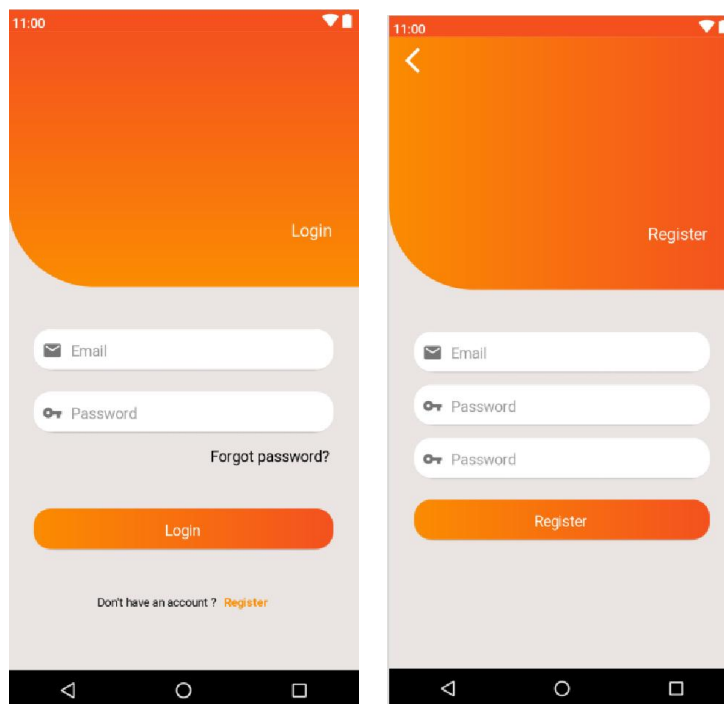 11:00
Login
Email
Password
Forgot password?
Login
Don't have an account ? Register
11:00
Register
Email
Password
Password
Register